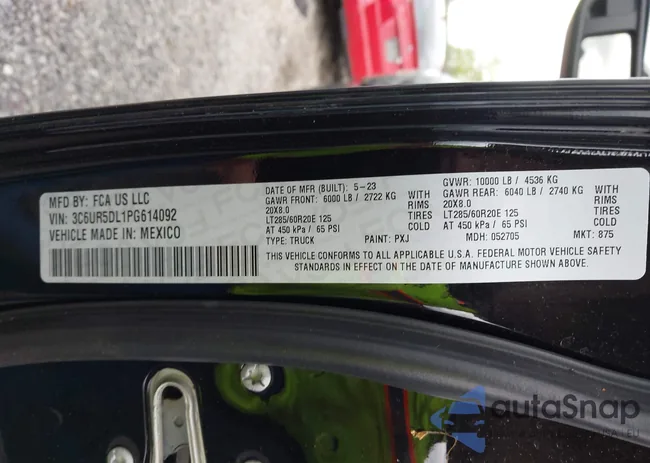 MFD BY: FCA US LLC
VIN: 3C6UR5DL1PG614092
VEHICLE MADE IN: MEXICO
DATE OF MFR (BUILT): 5-23
GAWR FRONT: 6000 LB / 2722 KG WITH
20X8.0 RIMS
LT285/60R20E 125 TIRES
AT 450 kPa / 65 PSI COLD
TYPE: TRUCK PAINT: PXJ
GVWR: 10000 LB / 4536 KG
GAWR REAR: 6040 LB / 2740 KG WITH
20X8.0 RIMS
LT285/60R20E 125 TIRES
AT 450 kPa / 65 PSI COLD
MDH: 052705 MKT: 875
THIS VEHICLE CONFORMS TO ALL APPLICABLE U.S.A. FEDERAL MOTOR VEHICLE SAFETY
STANDARDS IN EFFECT ON THE DATE OF MANUFACTURE SHOWN ABOVE.
autoSnap